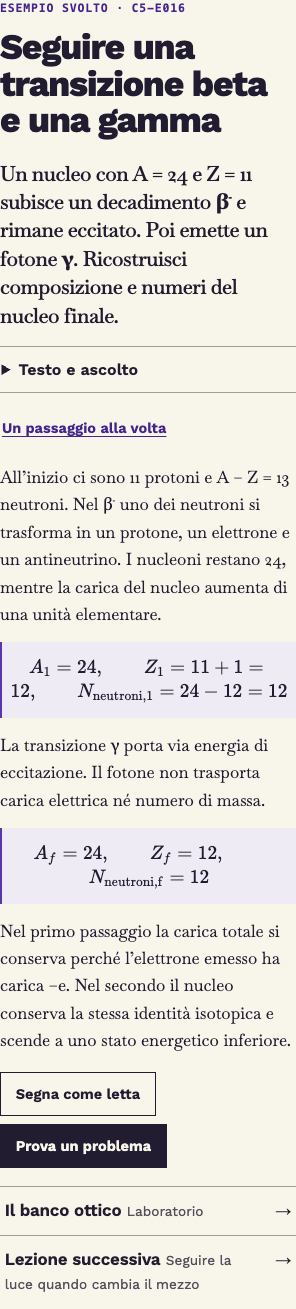 ESEMPIO SVOLTO · C5–E016
Seguire una
transizione beta
e una gamma
Un nucleo con A = 24 e Z = 11
subisce un decadimento β⁻ e
rimane eccitato. Poi emette un
fotone γ. Ricostruisci
composizione e numeri del
nucleo finale.
▶ Testo e ascolto
Un passaggio alla volta
All’inizio ci sono 11 protoni e A – Z = 13
neutroni. Nel β⁻ uno dei neutroni si
trasforma in un protone, un elettrone e
un antineutrino. I nucleoni restano 24,
mentre la carica del nucleo aumenta di
una unità elementare.
A₁ = 24, Z₁ = 11 + 1 =
12, N_neutroni,1 = 24 − 12 = 12
La transizione γ porta via energia di
eccitazione. Il fotone non trasporta
carica elettrica né numero di massa.
A_f = 24, Z_f = 12,
N_neutroni,f = 12
Nel primo passaggio la carica totale si
conserva perché l’elettrone emesso ha
carica –e. Nel secondo il nucleo
conserva la stessa identità isotopica e
scende a uno stato energetico inferiore.
Segna come letta
Prova un problema
Il banco ottico Laboratorio →
Lezione successiva Seguire la →
luce quando cambia il mezzo